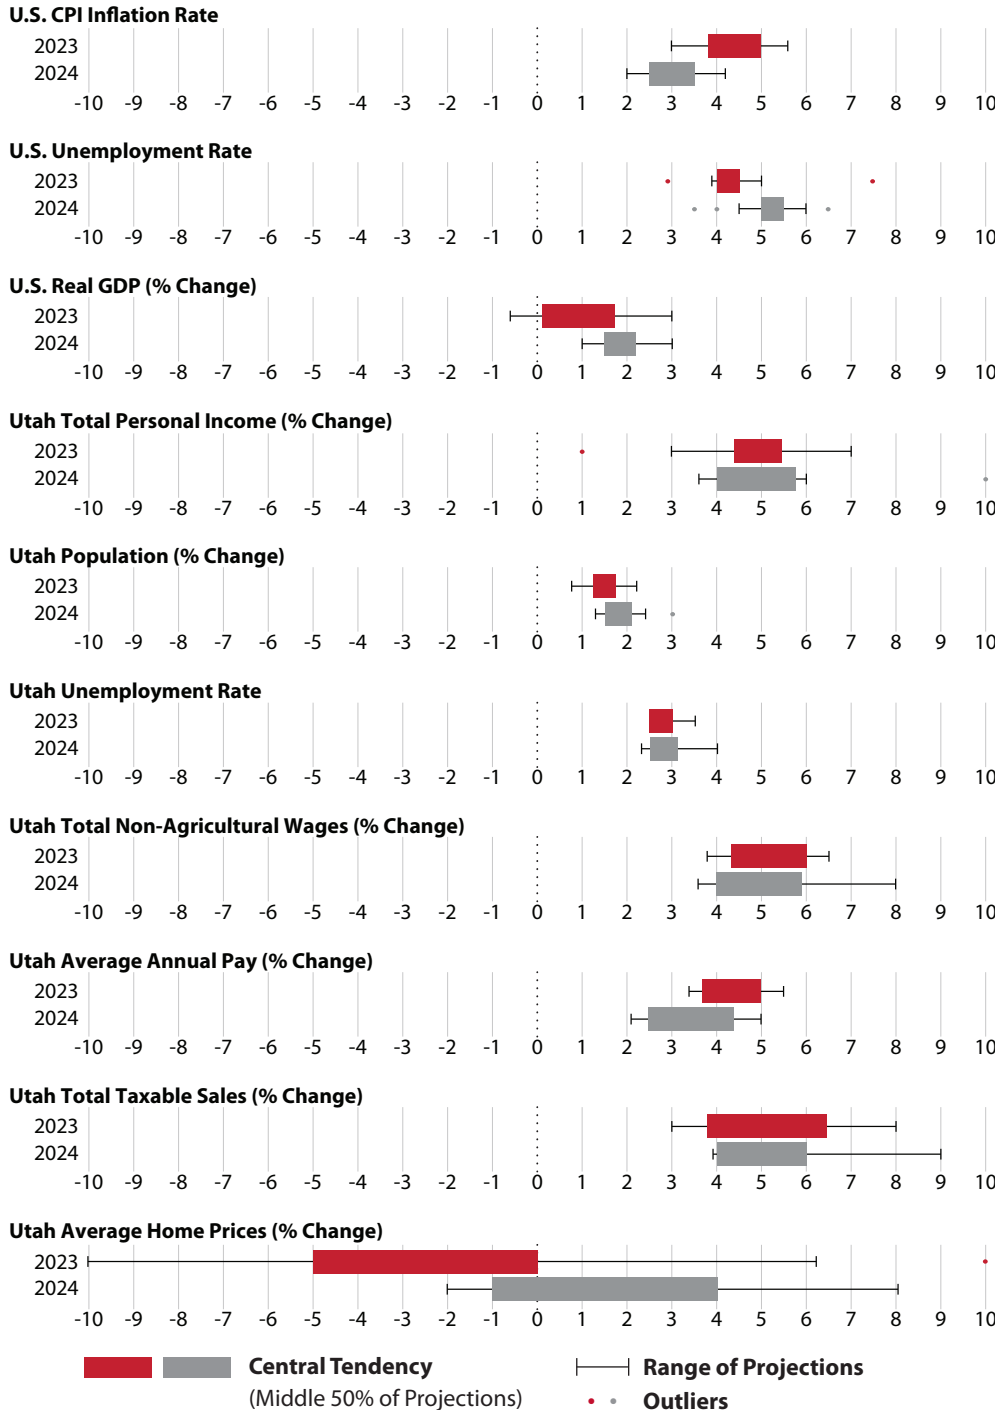 U.S. CPI Inflation Rate
2023
2024
-10 -9 -8 -7 -6 -5 -4 -3 -2 -1 0 1 2 3 4 5 6 7 8 9 10
U.S. Unemployment Rate
2023
2024
-10 -9 -8 -7 -6 -5 -4 -3 -2 -1 0 1 2 3 4 5 6 7 8 9 10
U.S. Real GDP (% Change)
2023
2024
-10 -9 -8 -7 -6 -5 -4 -3 -2 -1 0 1 2 3 4 5 6 7 8 9 10
Utah Total Personal Income (% Change)
2023
2024
-10 -9 -8 -7 -6 -5 -4 -3 -2 -1 0 1 2 3 4 5 6 7 8 9 10
Utah Population (% Change)
2023
2024
-10 -9 -8 -7 -6 -5 -4 -3 -2 -1 0 1 2 3 4 5 6 7 8 9 10
Utah Unemployment Rate
2023
2024
-10 -9 -8 -7 -6 -5 -4 -3 -2 -1 0 1 2 3 4 5 6 7 8 9 10
Utah Total Non-Agricultural Wages (% Change)
2023
2024
-10 -9 -8 -7 -6 -5 -4 -3 -2 -1 0 1 2 3 4 5 6 7 8 9 10
Utah Average Annual Pay (% Change)
2023
2024
-10 -9 -8 -7 -6 -5 -4 -3 -2 -1 0 1 2 3 4 5 6 7 8 9 10
Utah Total Taxable Sales (% Change)
2023
2024
-10 -9 -8 -7 -6 -5 -4 -3 -2 -1 0 1 2 3 4 5 6 7 8 9 10
Utah Average Home Prices (% Change)
2023
2024
-10 -9 -8 -7 -6 -5 -4 -3 -2 -1 0 1 2 3 4 5 6 7 8 9 10
Central Tendency
(Middle 50% of Projections)
Range of Projections
Outliers